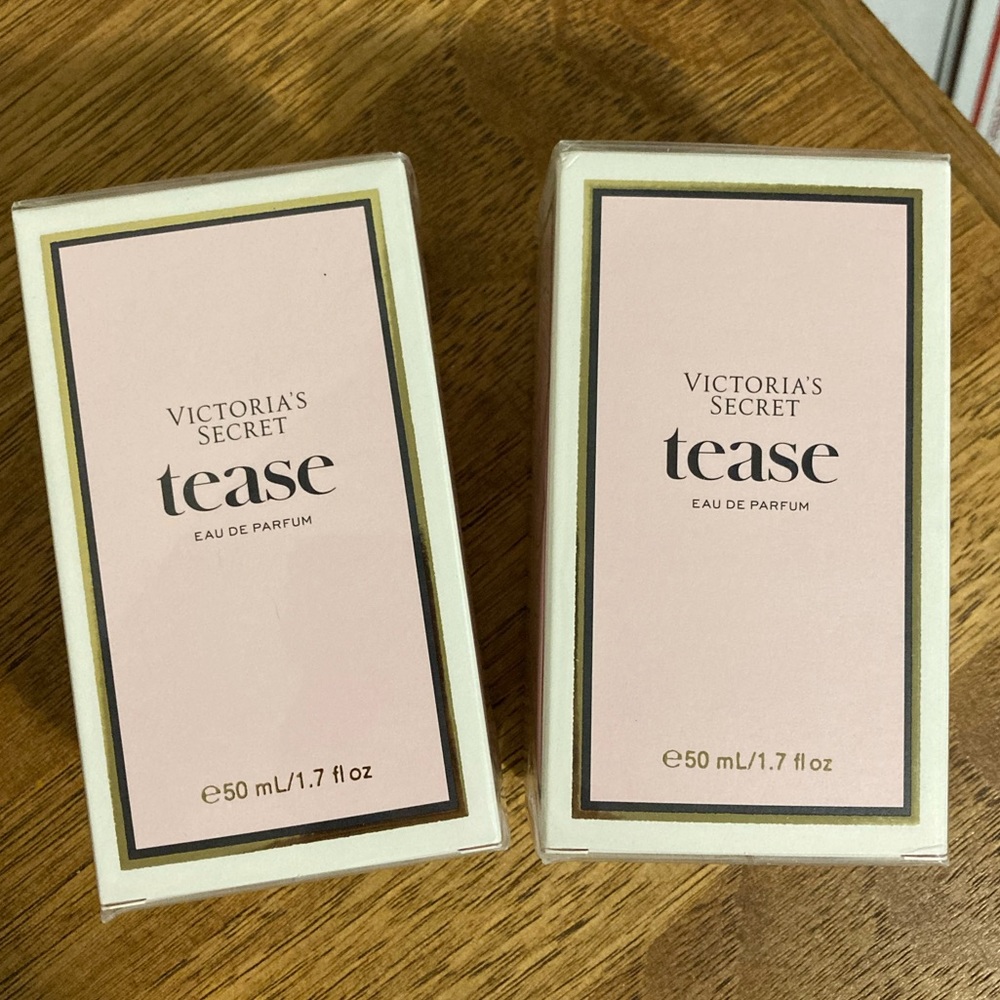 VICTORIA'S
SECRET
tease
EAU DE PARFUM
℮50 mL/1.7 fl oz
VICTORIA'S
SECRET
tease
EAU DE PARFUM
℮50 mL/1.7 fl oz